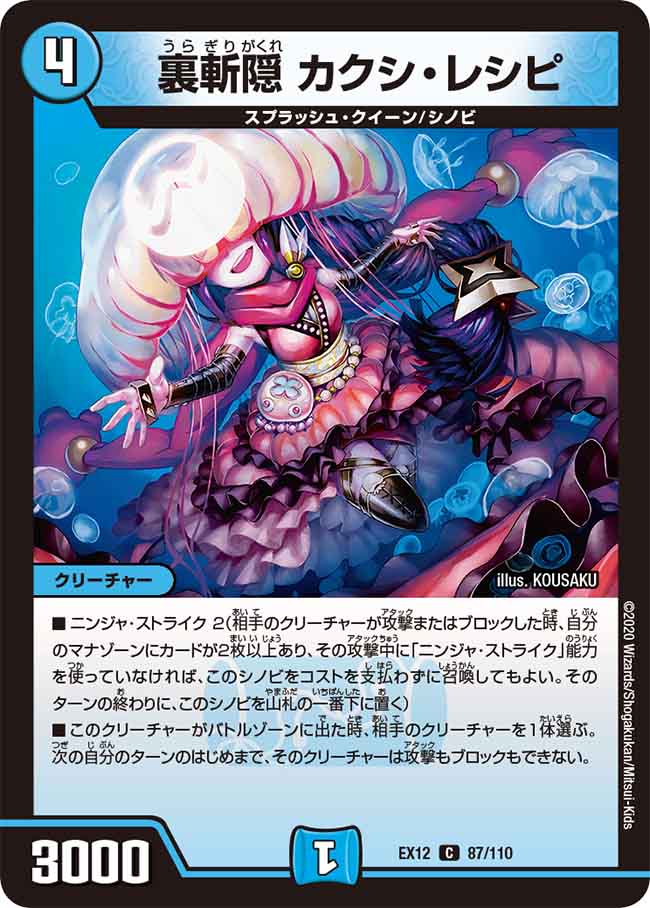 4
裏斬隠 カクシ・レシピ
うらぎりがくれ
スプラッシュ・クイーン/シノビ
クリーチャー
illus. KOUSAKU
■ ニンジャ・ストライク 2(相手のクリーチャーが攻撃またはブロックした時、自分
のマナゾーンにカードが2枚以上あり、その攻撃中に「ニンジャ・ストライク」能力
を使っていなければ、このシノビをコストを支払わずに召喚してもよい。その
ターンの終わりに、このシノビを山札の一番下に置く)
■ このクリーチャーがバトルゾーンに出た時、相手のクリーチャーを1体選ぶ。
次の自分のターンのはじめまで、そのクリーチャーは攻撃もブロックもできない。
©2020 Wizards/Shogakukan/Mitsui-Kids
3000
1
EX12 C 87/110